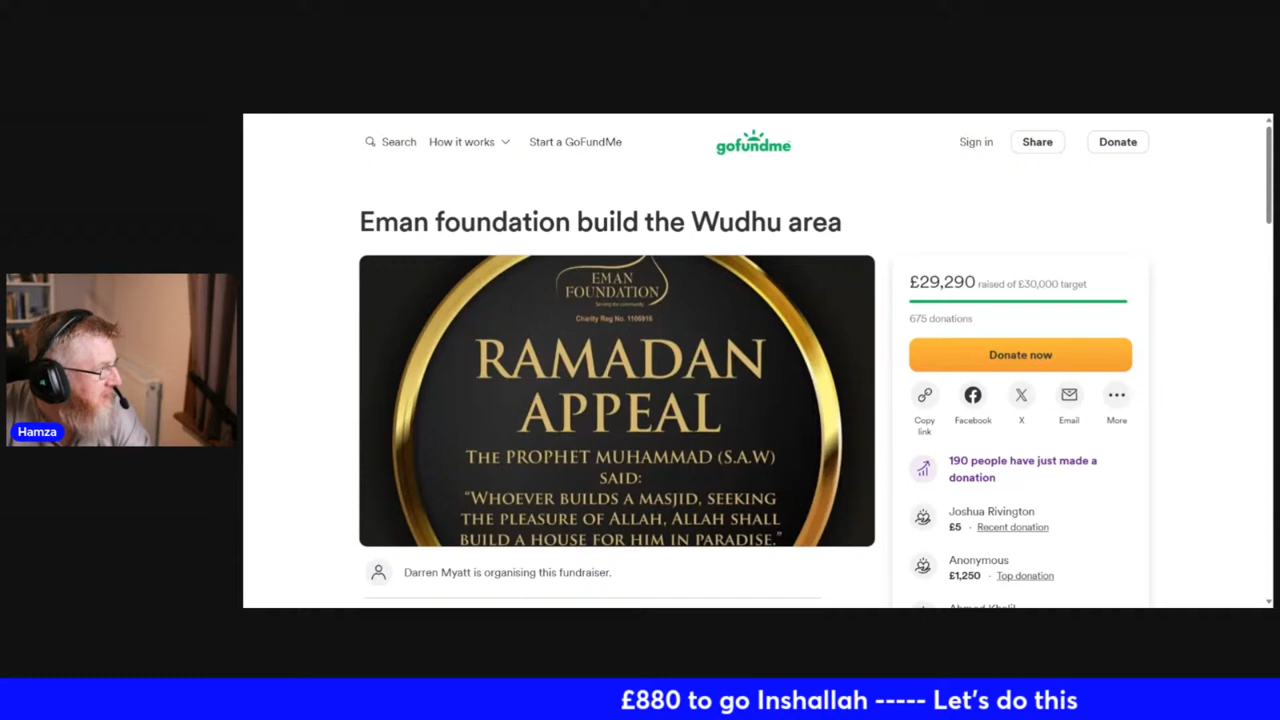 Search How it works Start a GoFundMe gofundme Sign in Share Donate
Eman foundation build the Wudhu area
EMAN
FOUNDATION
Serving the community
Charity Reg No. 1106916
RAMADAN
APPEAL
THE PROPHET MUHAMMAD (S.A.W)
SAID:
“WHOEVER BUILDS A MASJID, SEEKING
THE PLEASURE OF ALLAH, ALLAH SHALL
BUILD A HOUSE FOR HIM IN PARADISE.”
Darren Myatt is organising this fundraiser.
£29,290 raised of £30,000 target
675 donations
Donate now
Copy link Facebook X Email More
190 people have just made a
donation
Joshua Rivington
£5 · Recent donation
Anonymous
£1,250 · Top donation
Hamza
£880 to go Inshallah ----- Let's do this